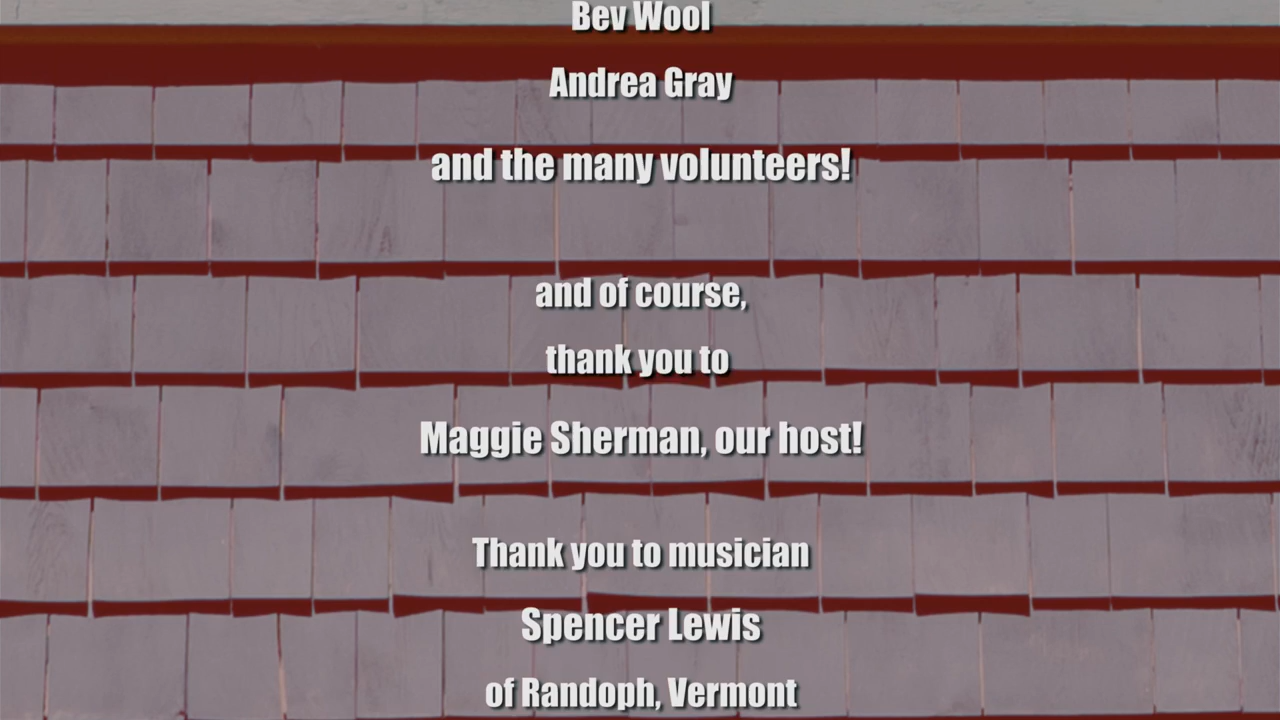 Bev Wool
Andrea Gray
and the many volunteers!
and of course,
thank you to
Maggie Sherman, our host!
Thank you to musician
Spencer Lewis
of Randoph, Vermont